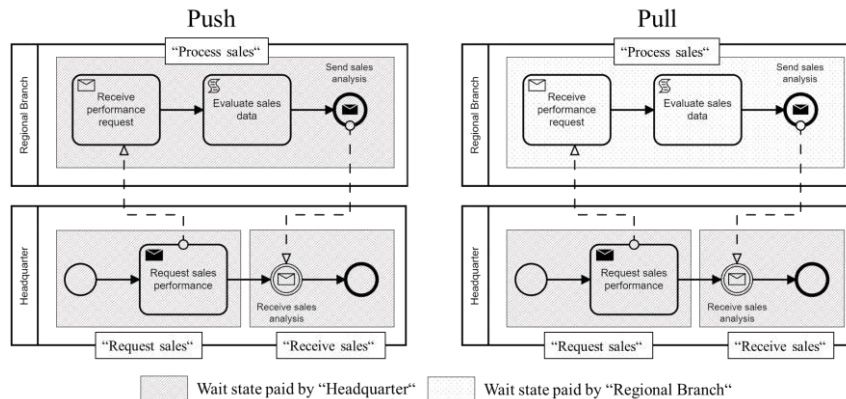 Push
“Process sales“
Regional Branch
Receive
performance
request
Evaluate sales
data
Send sales
analysis
Headquarter
Request sales
performance
Receive sales
analysis
“Request sales“
“Receive sales“
Pull
“Process sales“
Regional Branch
Receive
performance
request
Evaluate sales
data
Send sales
analysis
Headquarter
Request sales
performance
Receive sales
analysis
“Request sales“
“Receive sales“
Wait state paid by “Headquarter“
Wait state paid by “Regional Branch“